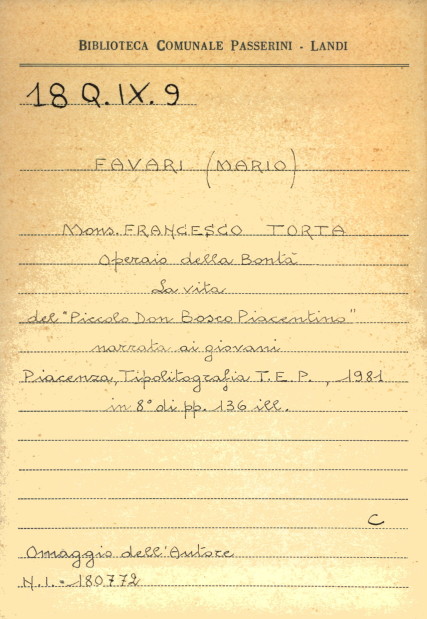 BIBLIOTECA COMUNALE PASSERINI - LANDI
18 Q. IX. 9
FAVARI (MARIO)
Mons. FRANCESCO TORTA
Operaio della Bontà
La vita
del "Piccolo Don Bosco Piacentino"
narrata ai giovani
Piacenza, Tipolitografia T. E. P. , 1981
in 8° di pp. 136 ill.
C
Omaggio dell'Autore
N. I. - 180772